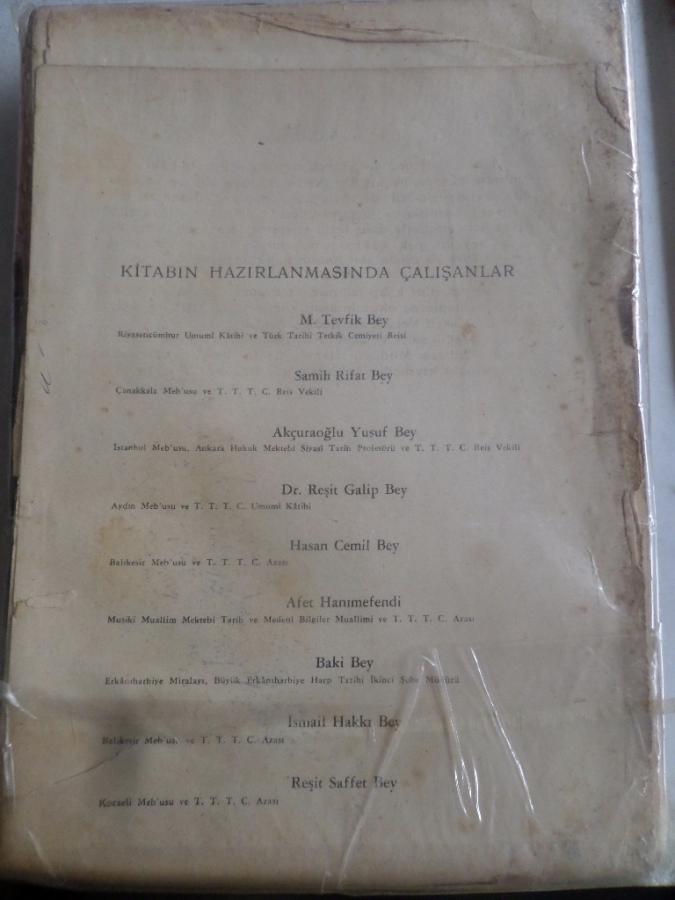 KİTABIN HAZIRLANMASINDA ÇALIŞANLAR
M. Tevfik Bey
Riyaseticümhur Umumî Kâtibi ve Türk Tarihi Tetkik Cemiyeti Reisi
Samih Rifat Bey
Çanakkale Meb'usu ve T. T. T. C. Reis Vekili
Akçuraoğlu Yusuf Bey
İstanbul Meb'usu, Ankara Hukuk Mektebi Siyasî Tarih Profesörü ve T. T. T. C. Reis Vekili
Dr. Reşit Galip Bey
Aydın Meb'usu ve T. T. T. C. Umumî Kâtibi
Hasan Cemil Bey
Balıkesir Meb'usu ve T. T. T. C. Azası
Afet Hanımefendi
Musiki Muallim Mektebi Tarih ve Medenî Bilgiler Muallimi ve T. T. T. C. Azası
Baki Bey
Erkânıharbiye Miralayı, Büyük Erkânıharbiye Harp Tarihi İkinci Şube Müdürü
İsmail Hakkı Bey
Balıkesir Meb'usu ve T. T. T. C. Azası
Reşit Saffet Bey
Kocaeli Meb'usu ve T. T. T. C. Azası